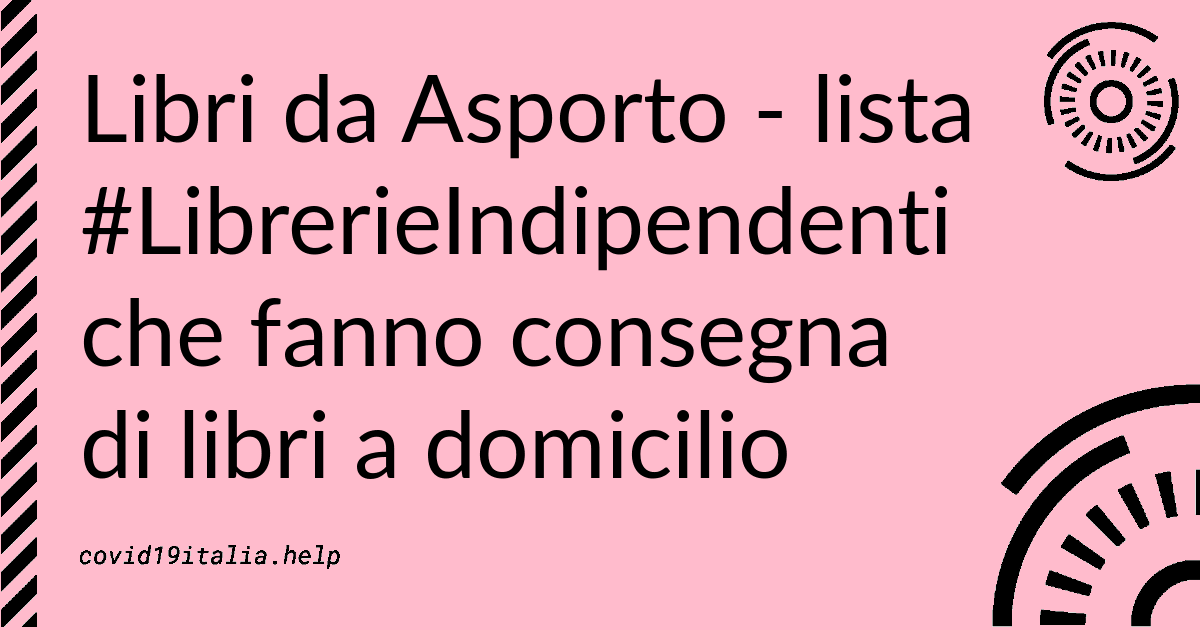 Libri da Asporto - lista
#LibrerieIndipendenti
che fanno consegna
di libri a domicilio
covid19italia.help